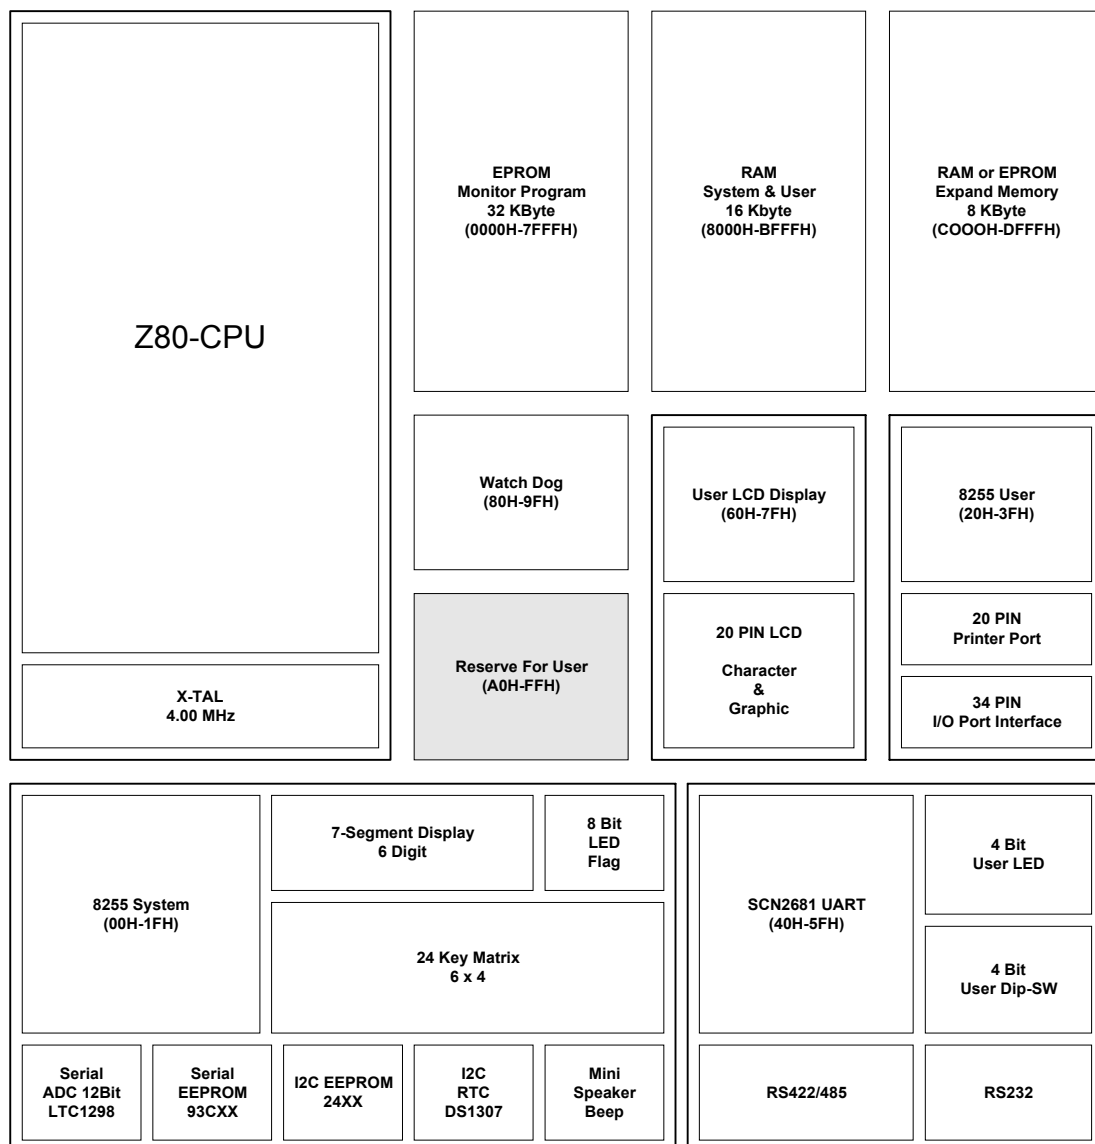 Z80-CPU
X-TAL
4.00 MHz
EPROM
Monitor Program
32 KByte
(0000H-7FFFH)
RAM
System & User
16 Kbyte
(8000H-BFFFH)
RAM or EPROM
Expand Memory
8 KByte
(COOOH-DFFFH)
Watch Dog
(80H-9FH)
Reserve For User
(A0H-FFH)
User LCD Display
(60H-7FH)
20 PIN LCD
Character
&
Graphic
8255 User
(20H-3FH)
20 PIN
Printer Port
34 PIN
I/O Port Interface
8255 System
(00H-1FH)
7-Segment Display
6 Digit
8 Bit
LED
Flag
24 Key Matrix
6 x 4
Serial
ADC 12Bit
LTC1298
Serial
EEPROM
93CXX
I2C EEPROM
24XX
I2C
RTC
DS1307
Mini
Speaker
Beep
SCN2681 UART
(40H-5FH)
4 Bit
User LED
4 Bit
User Dip-SW
RS422/485
RS232